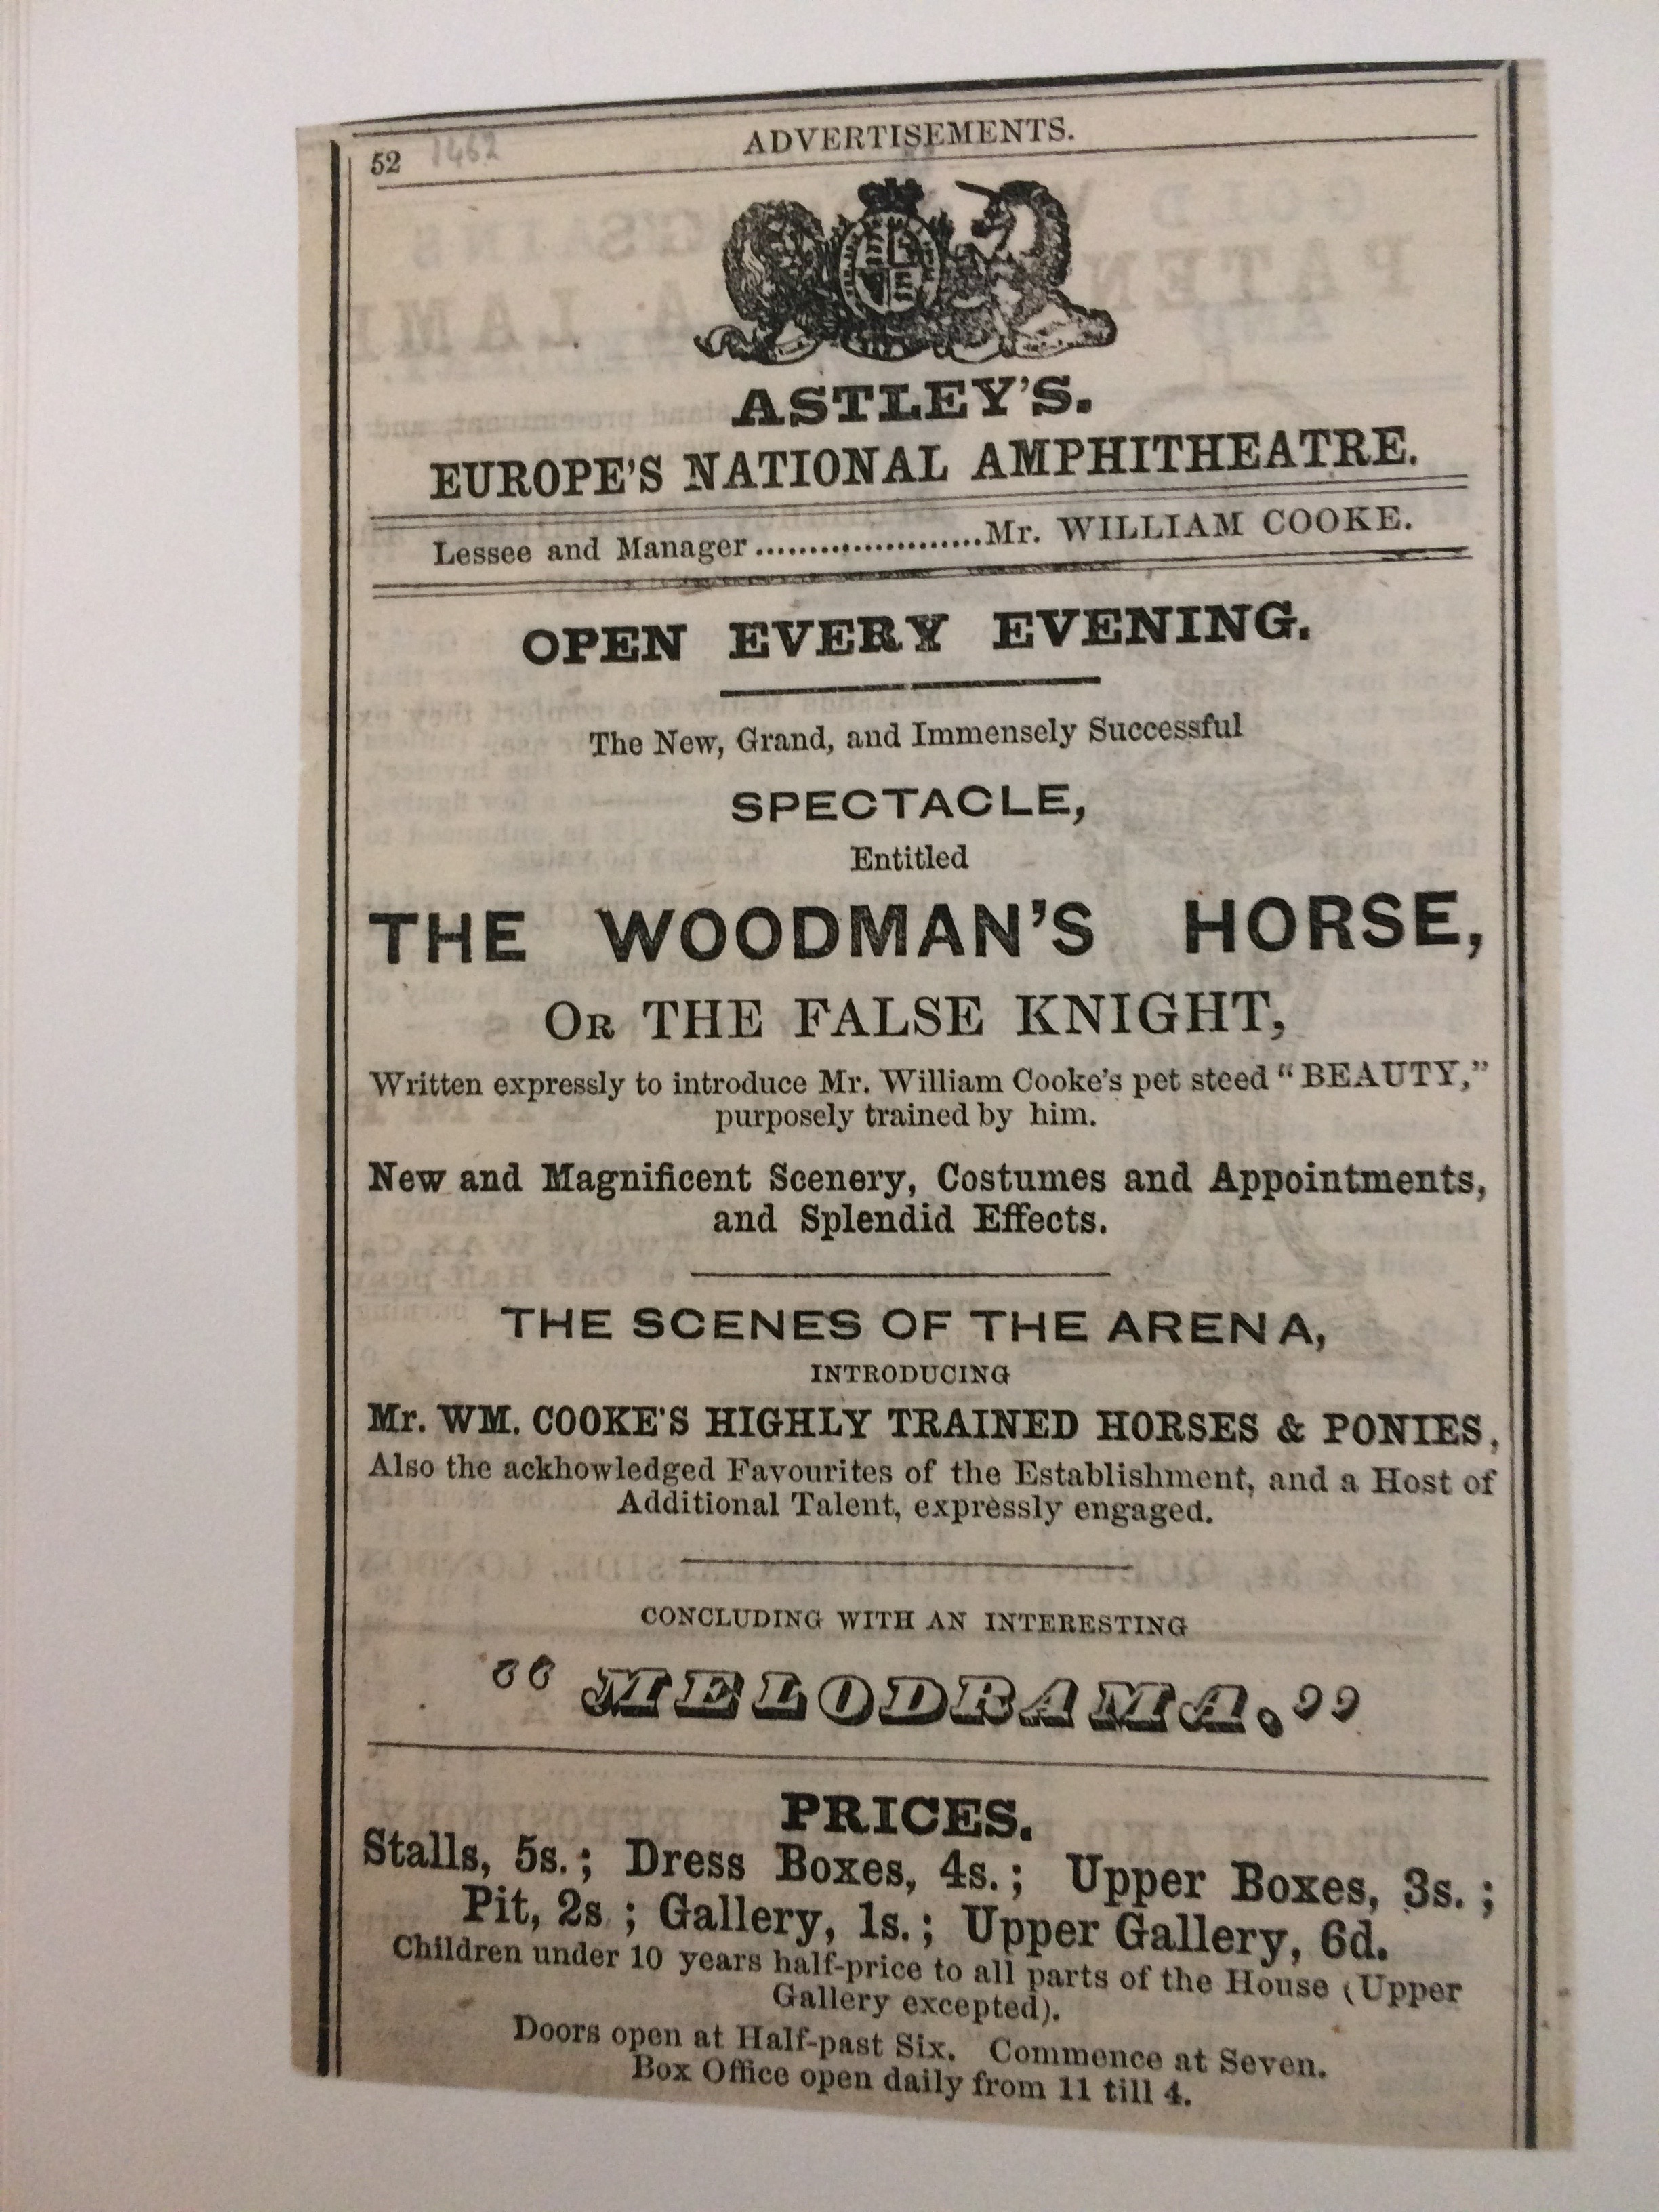 52 1462
ADVERTISEMENTS.
ASTLEY'S.
EUROPE'S NATIONAL AMPHITHEATRE.
Lessee and Manager ...................... Mr. WILLIAM COOKE.
OPEN EVERY EVENING.
The New, Grand, and Immensely Successful
SPECTACLE,
Entitled
THE WOODMAN'S HORSE,
OR THE FALSE KNIGHT,
Written expressly to introduce Mr. William Cooke's pet steed "BEAUTY,"
purposely trained by him.
New and Magnificent Scenery, Costumes and Appointments,
and Splendid Effects.
THE SCENES OF THE ARENA,
INTRODUCING
Mr. WM. COOKE'S HIGHLY TRAINED HORSES & PONIES,
Also the ackhowledged Favourites of the Establishment, and a Host of
Additional Talent, expressly engaged.
CONCLUDING WITH AN INTERESTING
"MELODRAMA."
PRICES.
Stalls, 5s.; Dress Boxes, 4s.; Upper Boxes, 3s.;
Pit, 2s ; Gallery, 1s.; Upper Gallery, 6d.
Children under 10 years half-price to all parts of the House (Upper
Gallery excepted).
Doors open at Half-past Six. Commence at Seven.
Box Office open daily from 11 till 4.